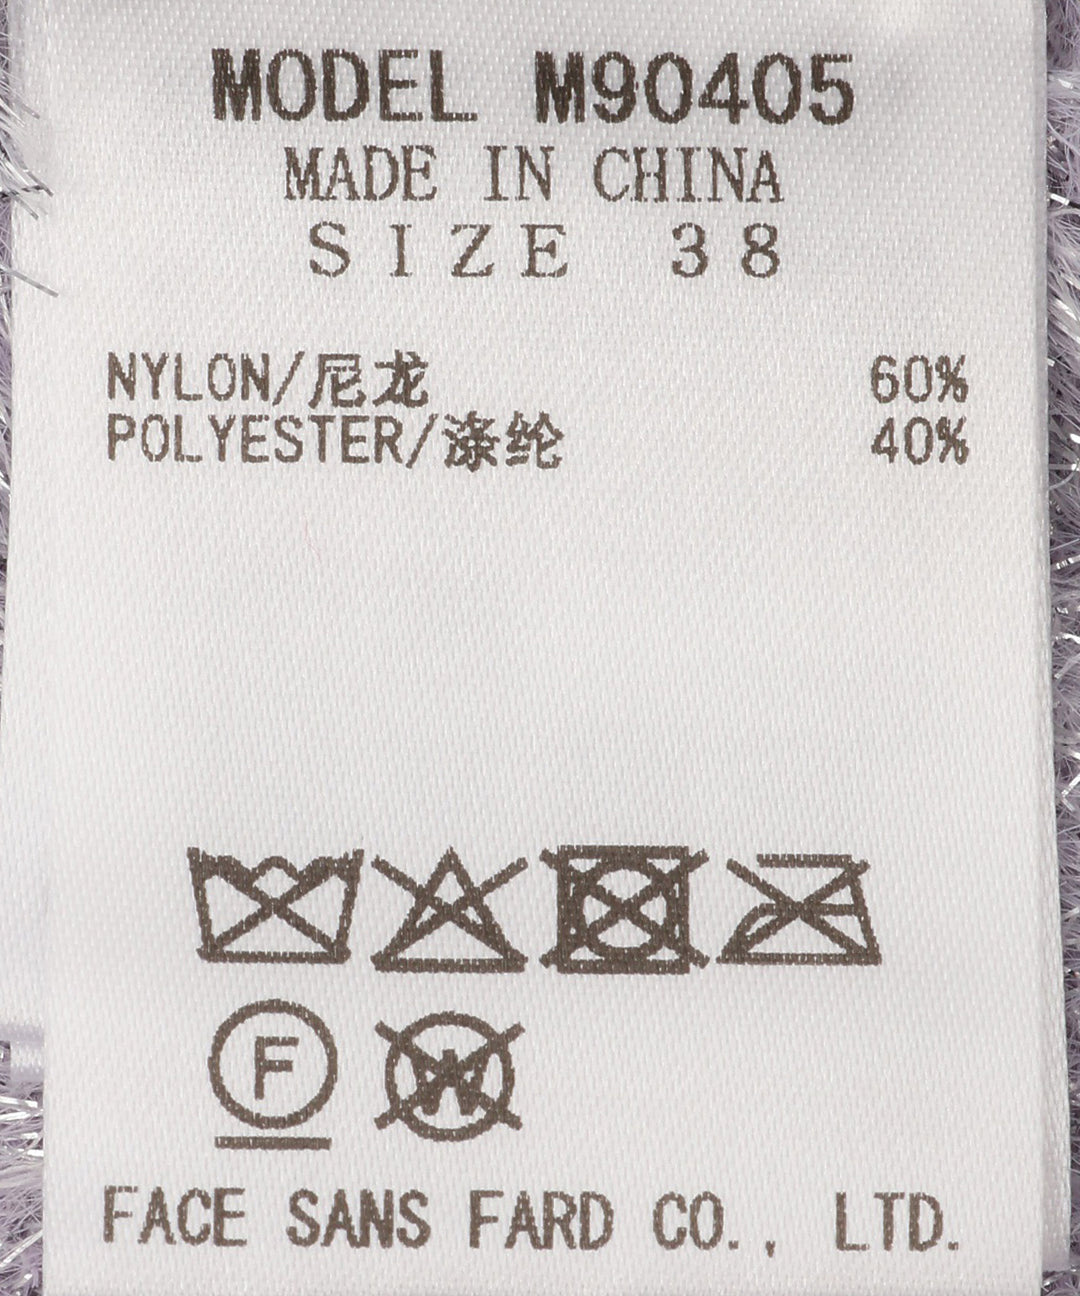 MODEL M90405
MADE IN CHINA
SIZE 38
NYLON/尼龙 60%
POLYESTER/涤纶 40%
F
W
FACE SANS FARD CO., LTD.